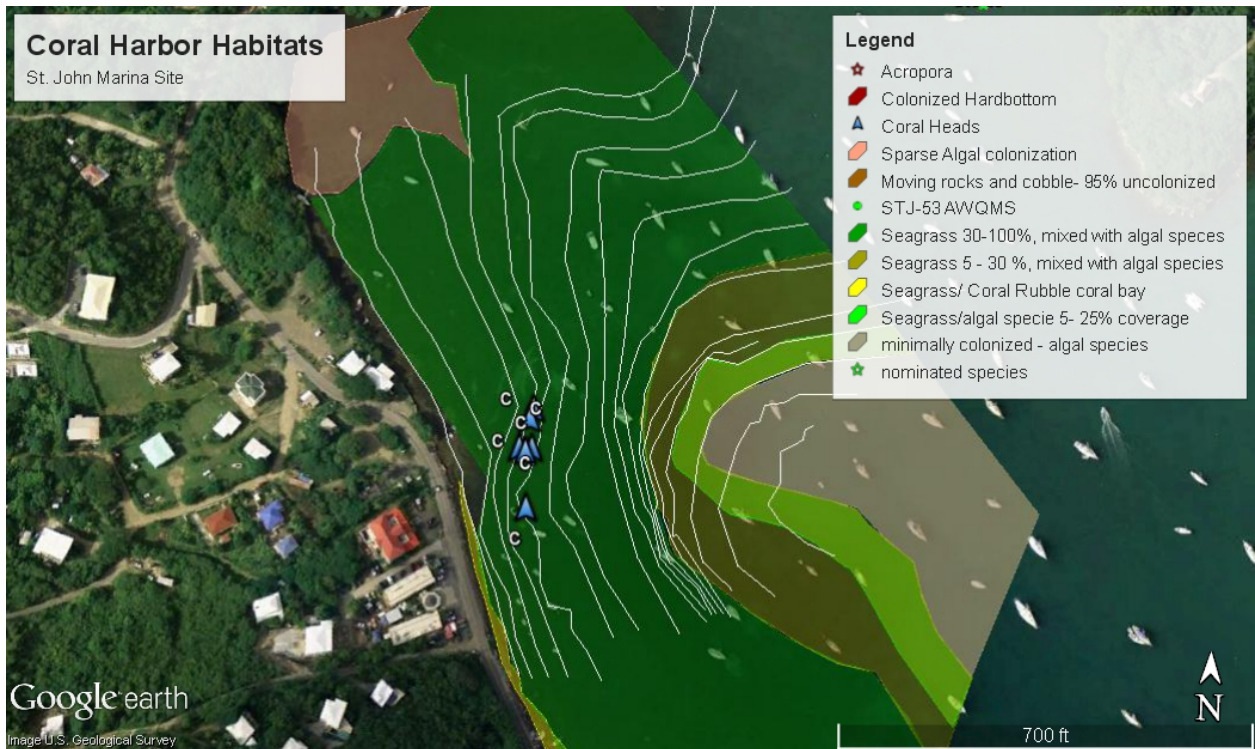 Coral Harbor Habitats
St. John Marina Site
Legend
Acropora
Colonized Hardbottom
Coral Heads
Sparse Algal colonization
Moving rocks and cobble- 95% uncolonized
STJ-53 AWQMS
Seagrass 30-100%, mixed with algal speces
Seagrass 5 - 30 %, mixed with algal species
Seagrass/ Coral Rubble coral bay
Seagrass/algal specie 5- 25% coverage
minimally colonized - algal species
nominated species
C
C
C
C
C
C
Google earth
Image U.S. Geological Survey
N
700 ft